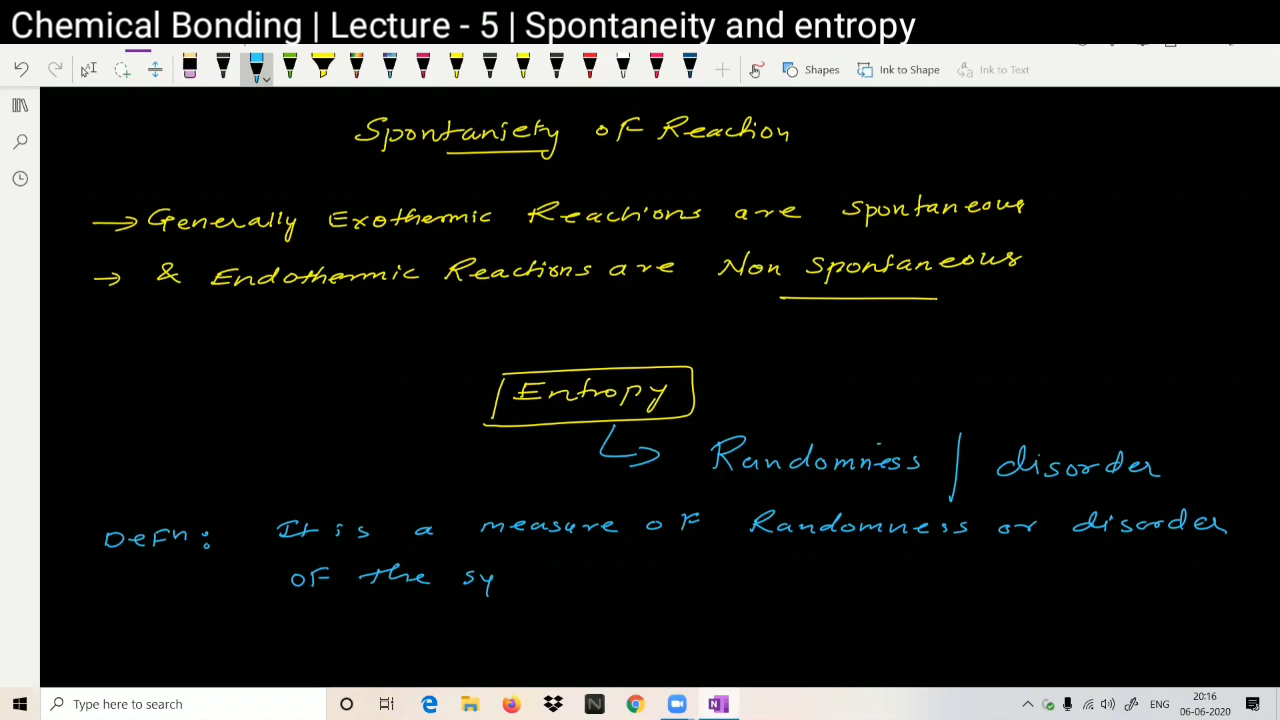 Chemical Bonding | Lecture - 5 | Spontaneity and entropy
Shapes Ink to Shape Ink to Text
Spontaniety of Reaction
→ Generally Exothermic Reactions are spontaneous
→ & Endothermic Reactions are Non spontaneous
Entropy
Randomness / disorder
Defn: It is a measure of Randomness or disorder
of the sy
Type here to search
ENG
20:16
06-06-2020